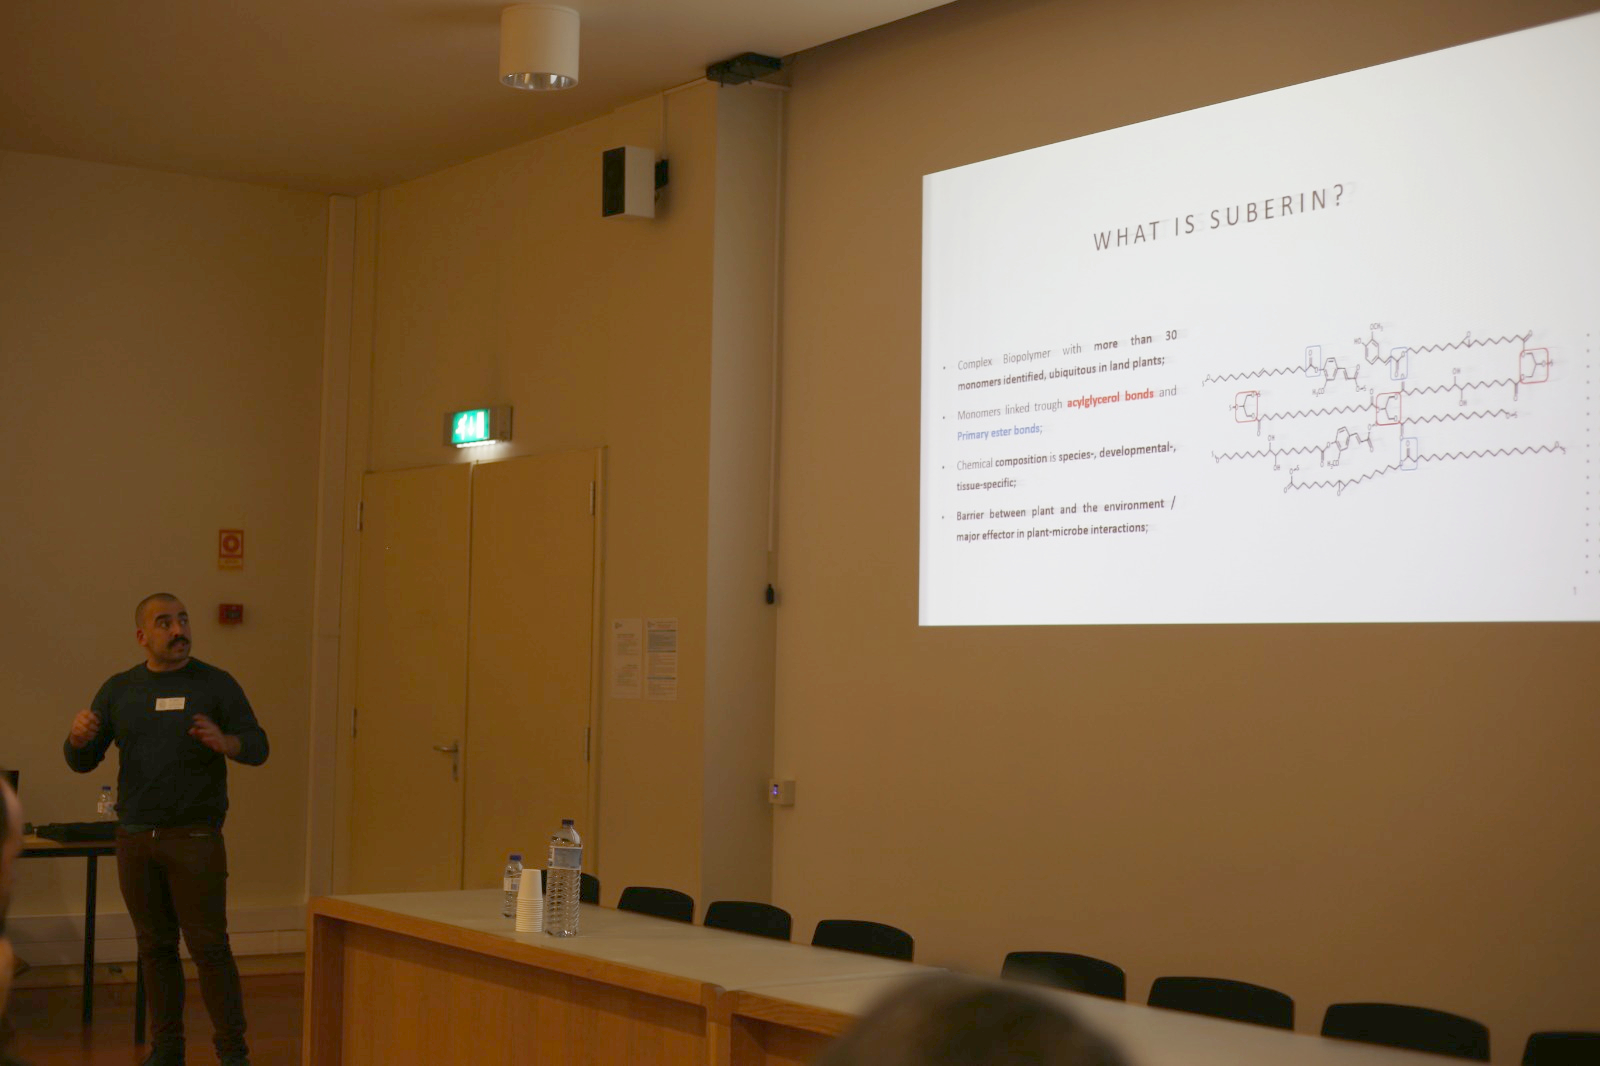 WHAT IS SUBERIN?
Complex Biopolymer with more than 30
monomers identified, ubiquitous in land plants;
Monomers linked trough acylglycerol bonds and
Primary ester bonds;
Chemical composition is species-, developmental-,
tissue-specific;
Barrier between plant and the environment /
major effector in plant-microbe interactions;